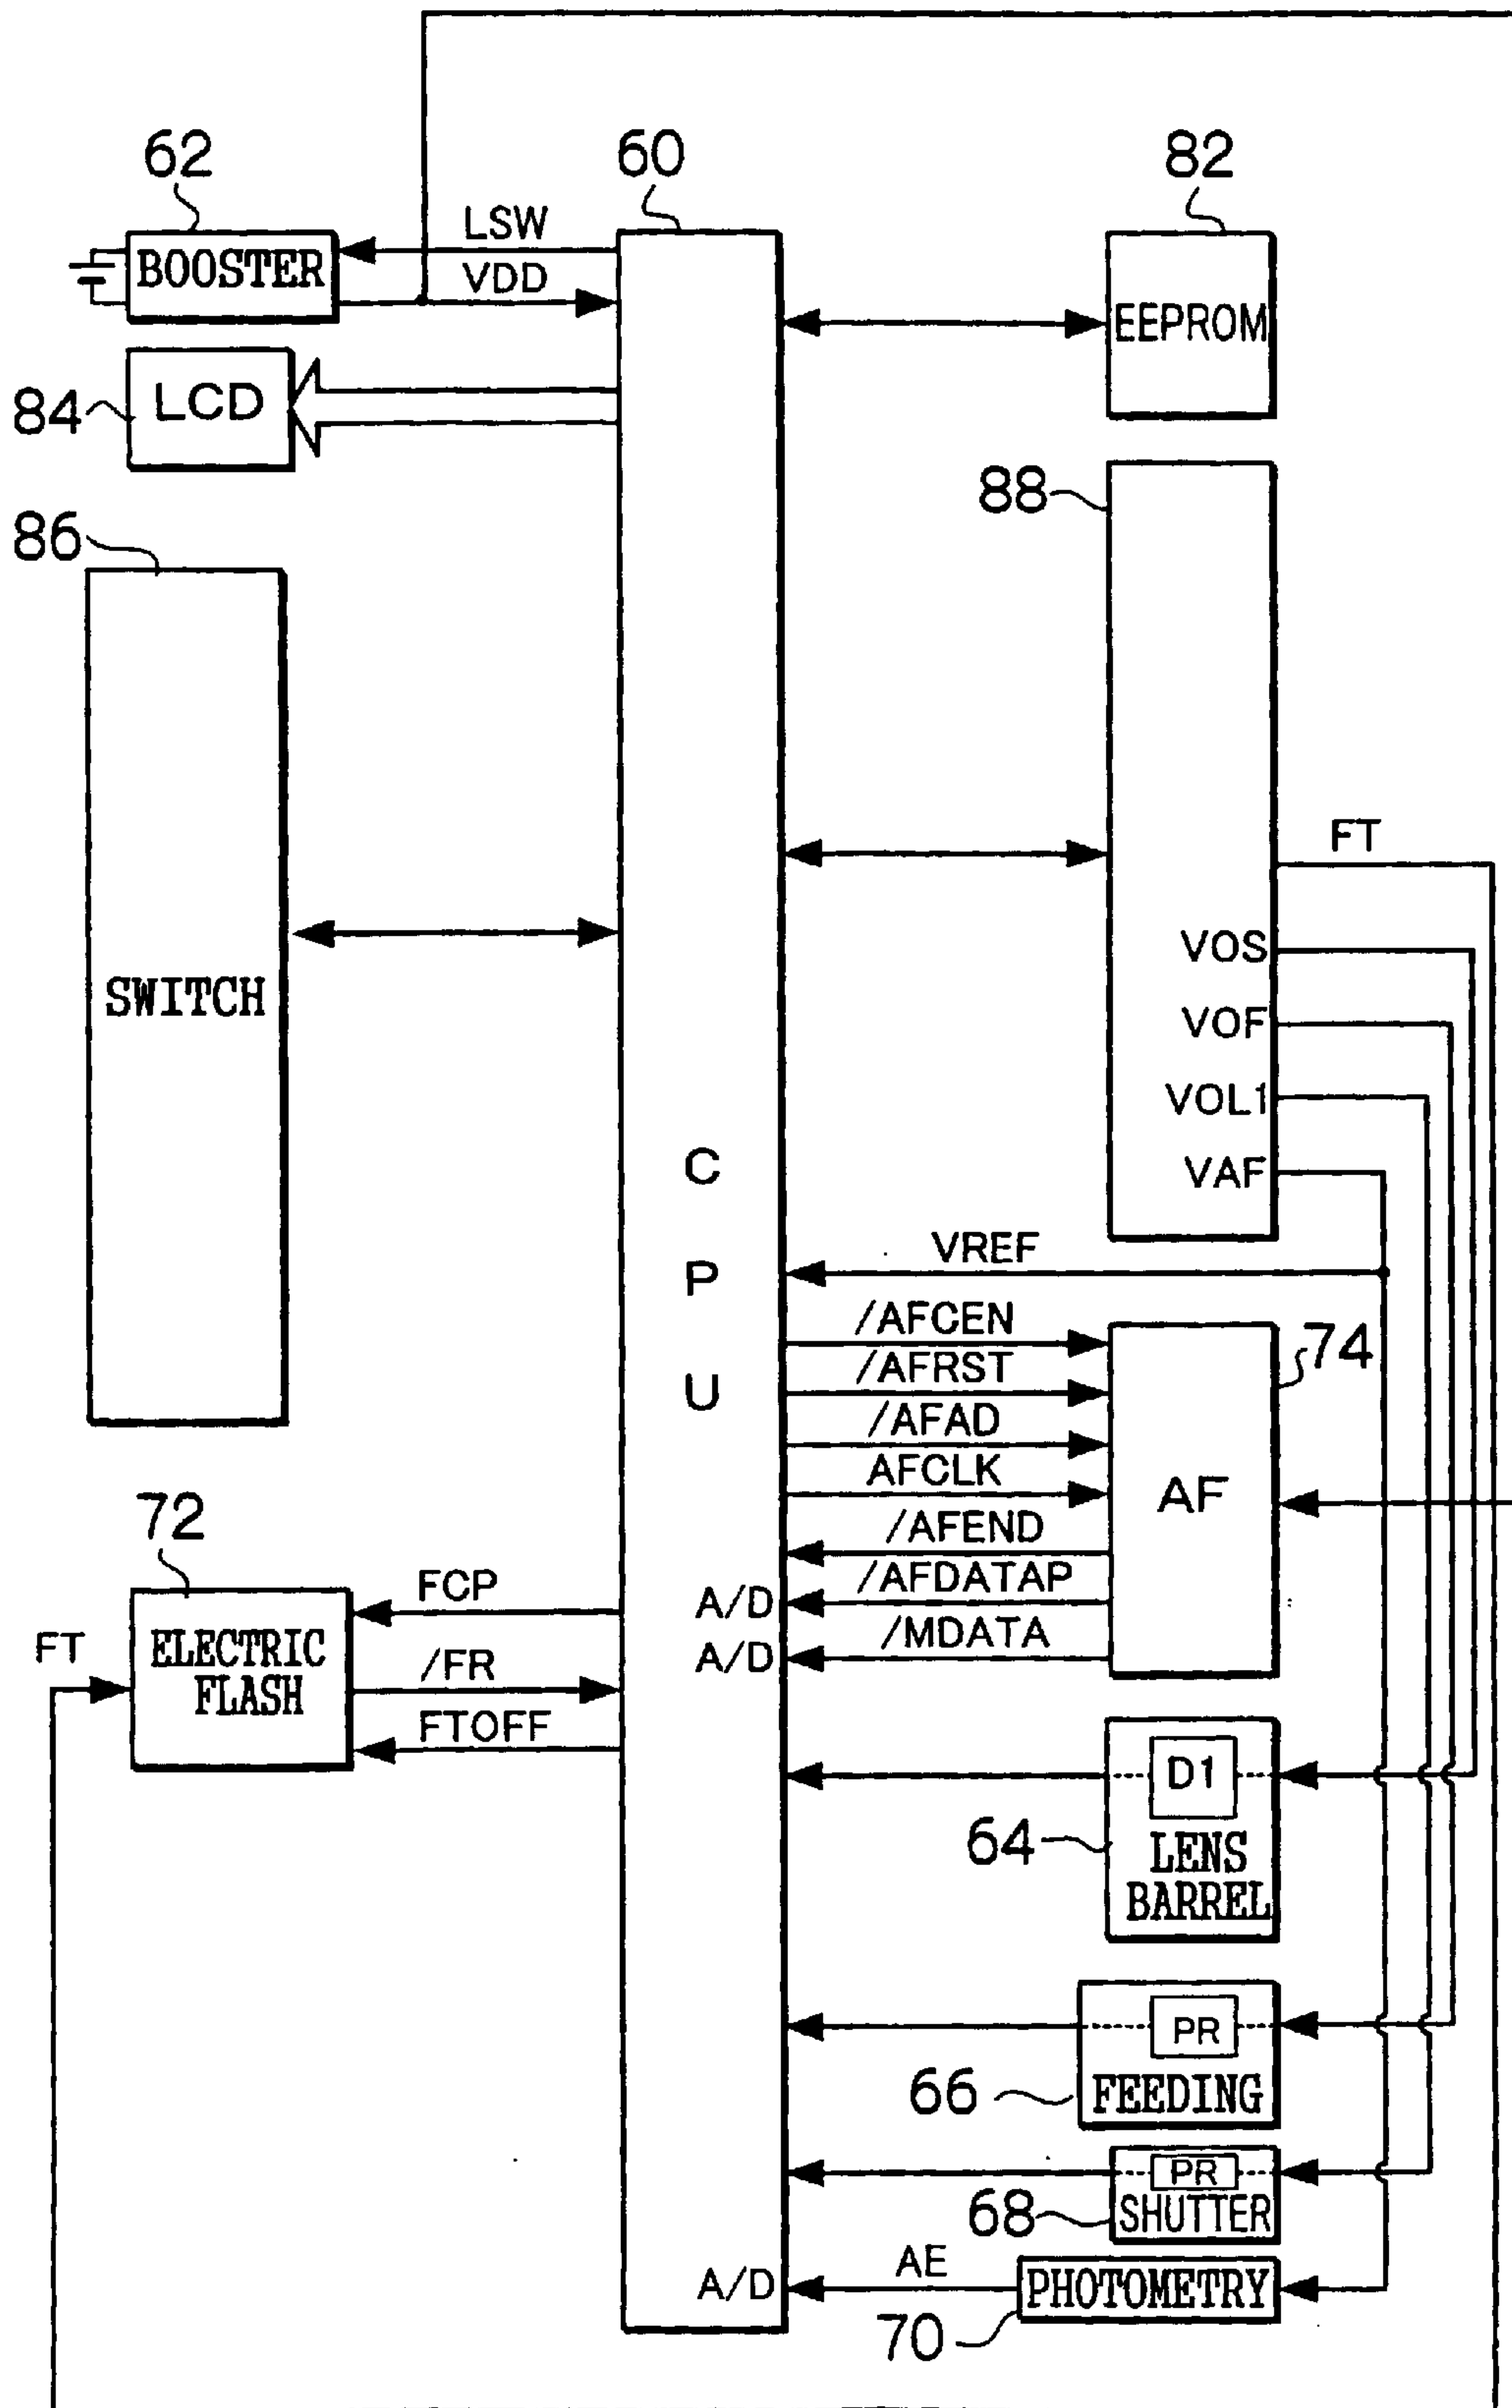 62
60
82
LSW
BOOSTER
VDD
EEPROM
LCD
84
88
86
FT
VOS
SWITCH
VOF
VOL1
C
VAF
VREF
P
/AFCEN
74
/AFRST
U
/AFAD
AFCLK
AF
72
/AFEND
FCP
/AFDATAP
A/D
FT
ELECTRIC
FLASH
/FR
/MDATA
A/D
FTOFF
D1
64
LENS
BARREL
PR
66
FEEDING
PR
68
SHUTTER
AE
A/D
PHOTOMETRY
70